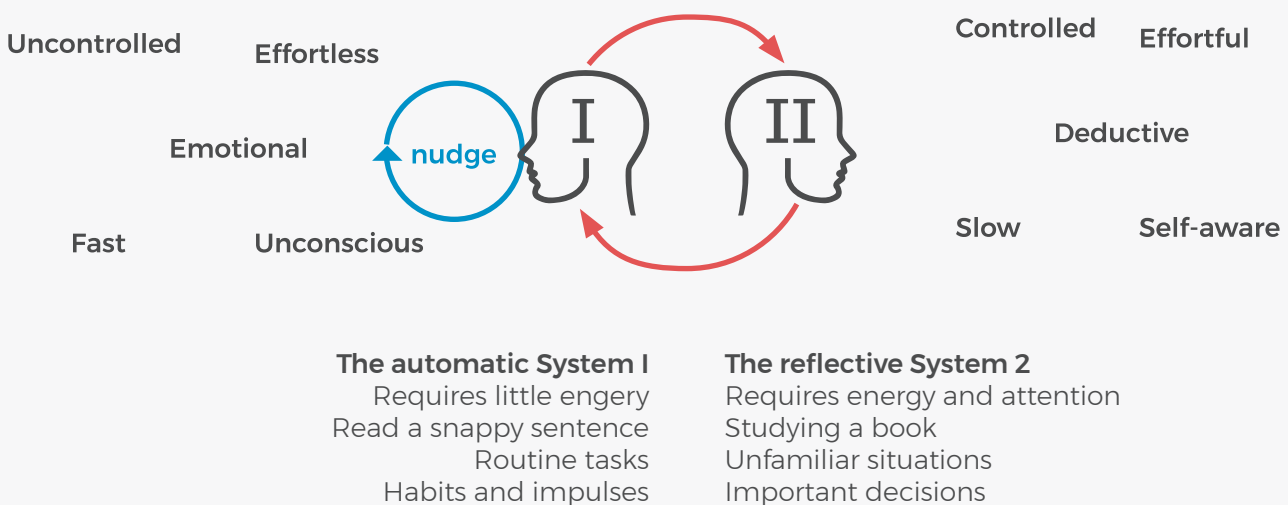 Uncontrolled
Effortless
Emotional
nudge
Fast
Unconscious
I
II
Controlled
Effortful
Deductive
Slow
Self-aware
The automatic System I
Requires little engery
Read a snappy sentence
Routine tasks
Habits and impulses
The reflective System 2
Requires energy and attention
Studying a book
Unfamiliar situations
Important decisions